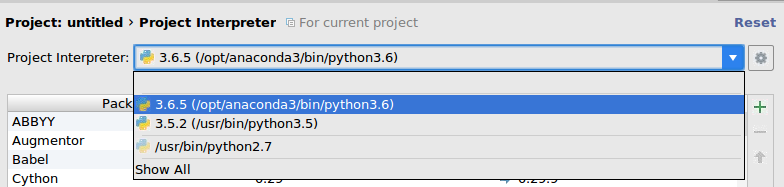 Project: untitled › Project Interpreter For current project Reset
Project Interpreter: 3.6.5 (/opt/anaconda3/bin/python3.6)
3.6.5 (/opt/anaconda3/bin/python3.6)
Pack
3.5.2 (/usr/bin/python3.5)
ABBYY
Augmentor
/usr/bin/python2.7
Babel
Show All
Cython